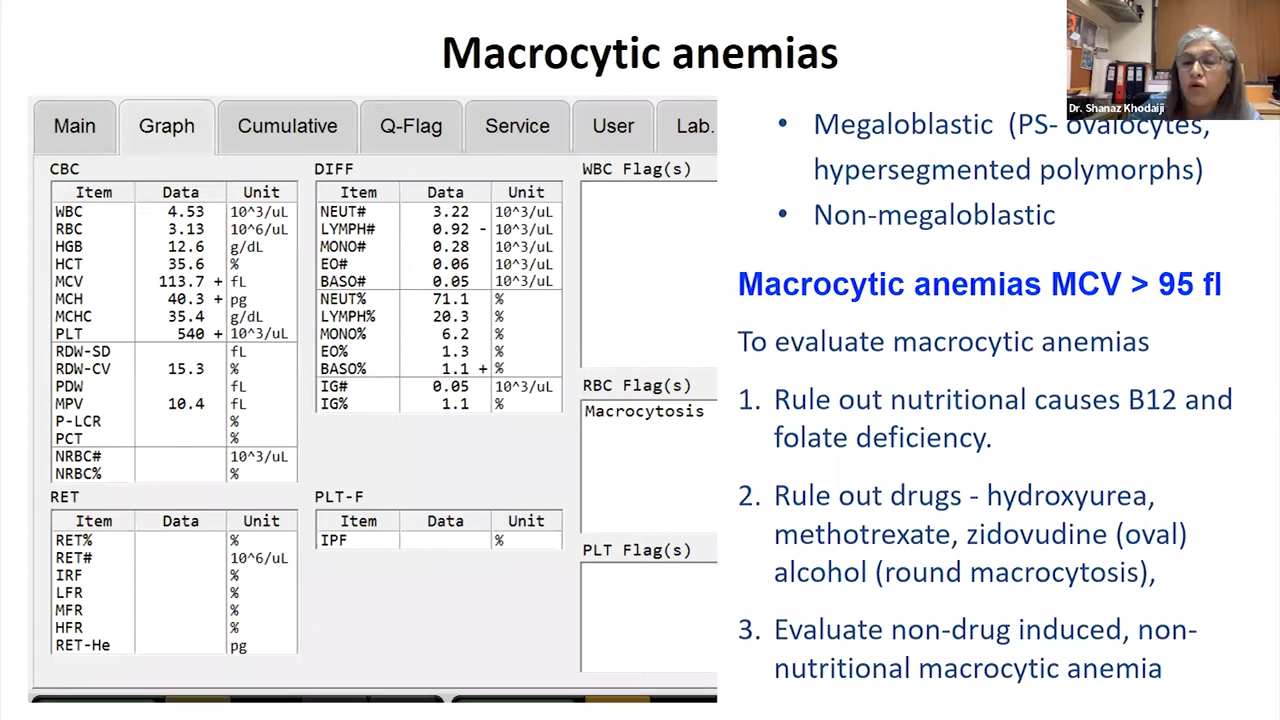 Macrocytic anemias
Dr. Shanaz Khodaiji
Main Graph Cumulative Q-Flag Service User Lab.
CBC
Item Data Unit
WBC 4.53 10^3/uL
RBC 3.13 10^6/uL
HGB 12.6 g/dL
HCT 35.6 %
MCV 113.7 + fL
MCH 40.3 + pg
MCHC 35.4 g/dL
PLT 540 + 10^3/uL
RDW-SD fL
RDW-CV 15.3 %
PDW fL
MPV 10.4 fL
P-LCR %
PCT %
NRBC# 10^3/uL
NRBC% %
DIFF
Item Data Unit
NEUT# 3.22 10^3/uL
LYMPH# 0.92 - 10^3/uL
MONO# 0.28 10^3/uL
EO# 0.06 10^3/uL
BASO# 0.05 10^3/uL
NEUT% 71.1 %
LYMPH% 20.3 %
MONO% 6.2 %
EO% 1.3 %
BASO% 1.1 + %
IG# 0.05 10^3/uL
IG% 1.1 %
WBC Flag(s)
RBC Flag(s)
Macrocytosis
PLT Flag(s)
RET
Item Data Unit
RET% %
RET# 10^6/uL
IRF %
LFR %
MFR %
HFR %
RET-He pg
PLT-F
Item Data Unit
IPF %
• Megaloblastic (PS- ovalocytes,
hypersegmented polymorphs)
• Non-megaloblastic
Macrocytic anemias MCV > 95 fl
To evaluate macrocytic anemias
1. Rule out nutritional causes B12 and
folate deficiency.
2. Rule out drugs - hydroxyurea,
methotrexate, zidovudine (oval)
alcohol (round macrocytosis),
3. Evaluate non-drug induced, non-
nutritional macrocytic anemia